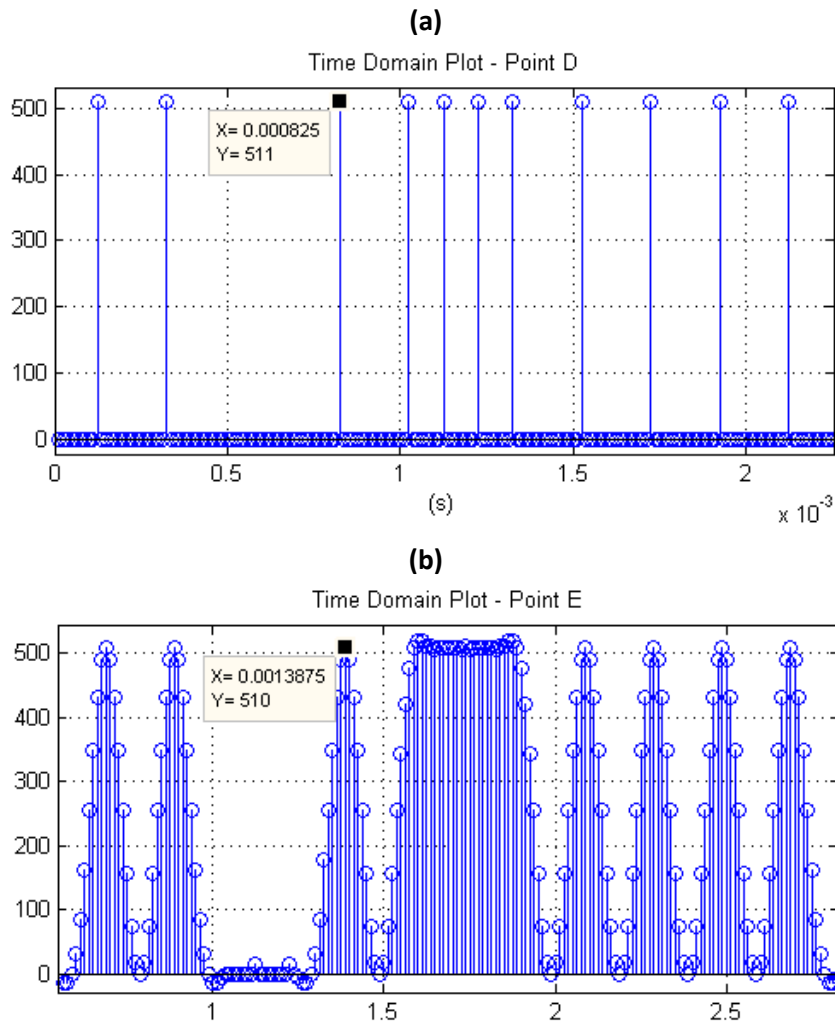 (a)
Time Domain Plot - Point D
500
400
300
200
100
0
X= 0.000825
Y= 511
0 0.5 1 1.5 2
(s)
x 10⁻³
(b)
Time Domain Plot - Point E
500
400
300
200
100
0
X= 0.0013875
Y= 510
1 1.5 2 2.5